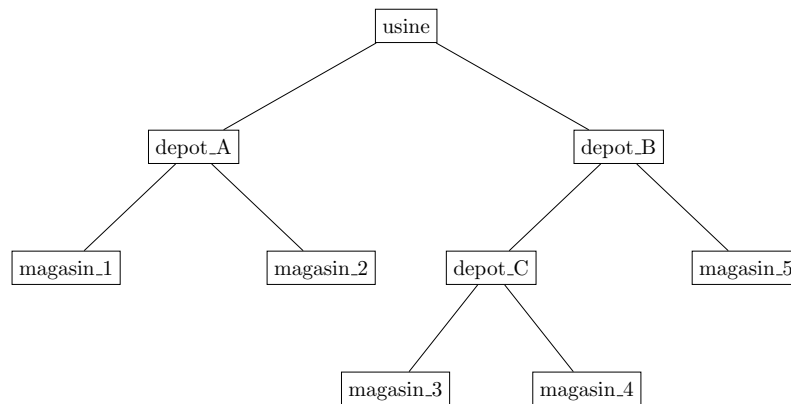 usine
depot_A
depot_B
magasin_1
magasin_2
depot_C
magasin_5
magasin_3
magasin_4